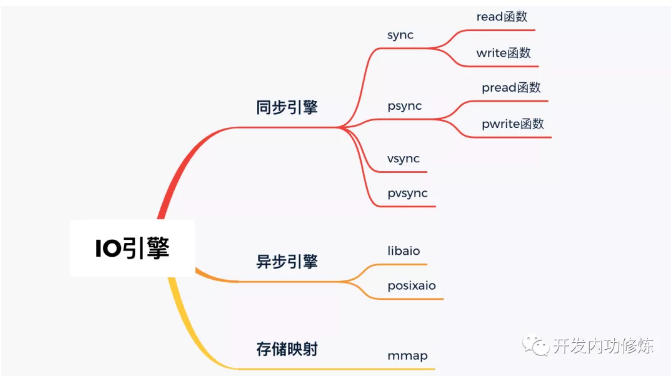 IO引擎
同步引擎
sync
read函数
write函数
psync
pread函数
pwrite函数
vsync
pvsync
异步引擎
libaio
posixaio
存储映射
mmap
开发内功修炼